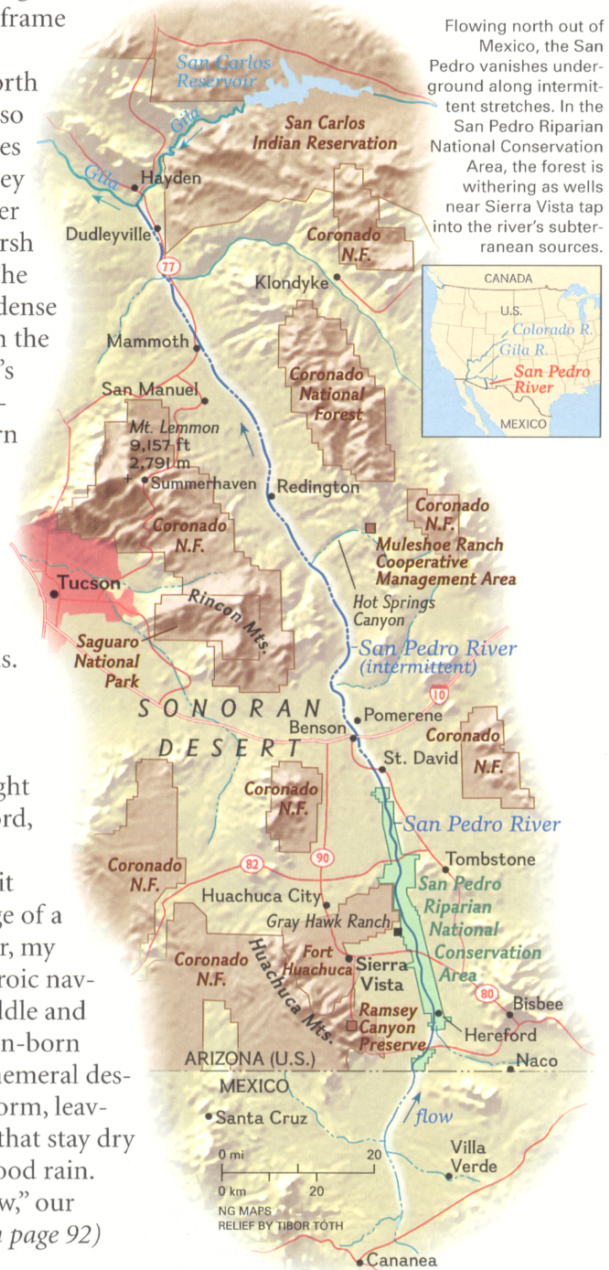 frame
orth
so
es
ey
er
rsh
he
dense
n the
's
–
rn
s.
ght
ord,
it
ge of a
r, my
roic nav-
ddle and
n-born
hemeral des-
orm, leav-
that stay dry
ood rain.
w,” our
page 92)
Flowing north out of
Mexico, the San
Pedro vanishes under-
ground along intermit-
tent stretches. In the
San Pedro Riparian
National Conservation
Area, the forest is
withering as wells
near Sierra Vista tap
into the river's subter-
ranean sources.
CANADA
U.S.
Colorado R.
Gila R.
San Pedro
River
MEXICO
San Carlos
Reservoir
Gila
San Carlos
Indian Reservation
Gila
Hayden
Dudleyville
Coronado
N.F.
77
Klondyke
Mammoth
San Manuel
Coronado
National
Forest
Mt. Lemmon
9,157 ft
2,791 m
+
Summerhaven
Redington
Coronado
N.F.
Coronado
N.F.
Muleshoe Ranch
Cooperative
Management Area
Tucson
Rincon Mts.
Hot Springs
Canyon
Saguaro
National
Park
San Pedro River
(intermittent)
10
SONORAN
DESERT
Pomerene
Benson
Coronado
N.F.
St. David
Coronado
N.F.
San Pedro River
Coronado
N.F.
82
90
Tombstone
San Pedro
Riparian
National
Conservation
Area
Huachuca City
Gray Hawk Ranch
Coronado
N.F.
Huachuca Mts.
Fort
Huachuca
Sierra
Vista
80
Ramsey
Canyon
Preserve
Bisbee
Hereford
Naco
ARIZONA (U.S.)
MEXICO
flow
Santa Cruz
Villa
Verde
0 mi 20
0 km 20
NG MAPS
RELIEF BY TIBOR TÓTH
Cananea